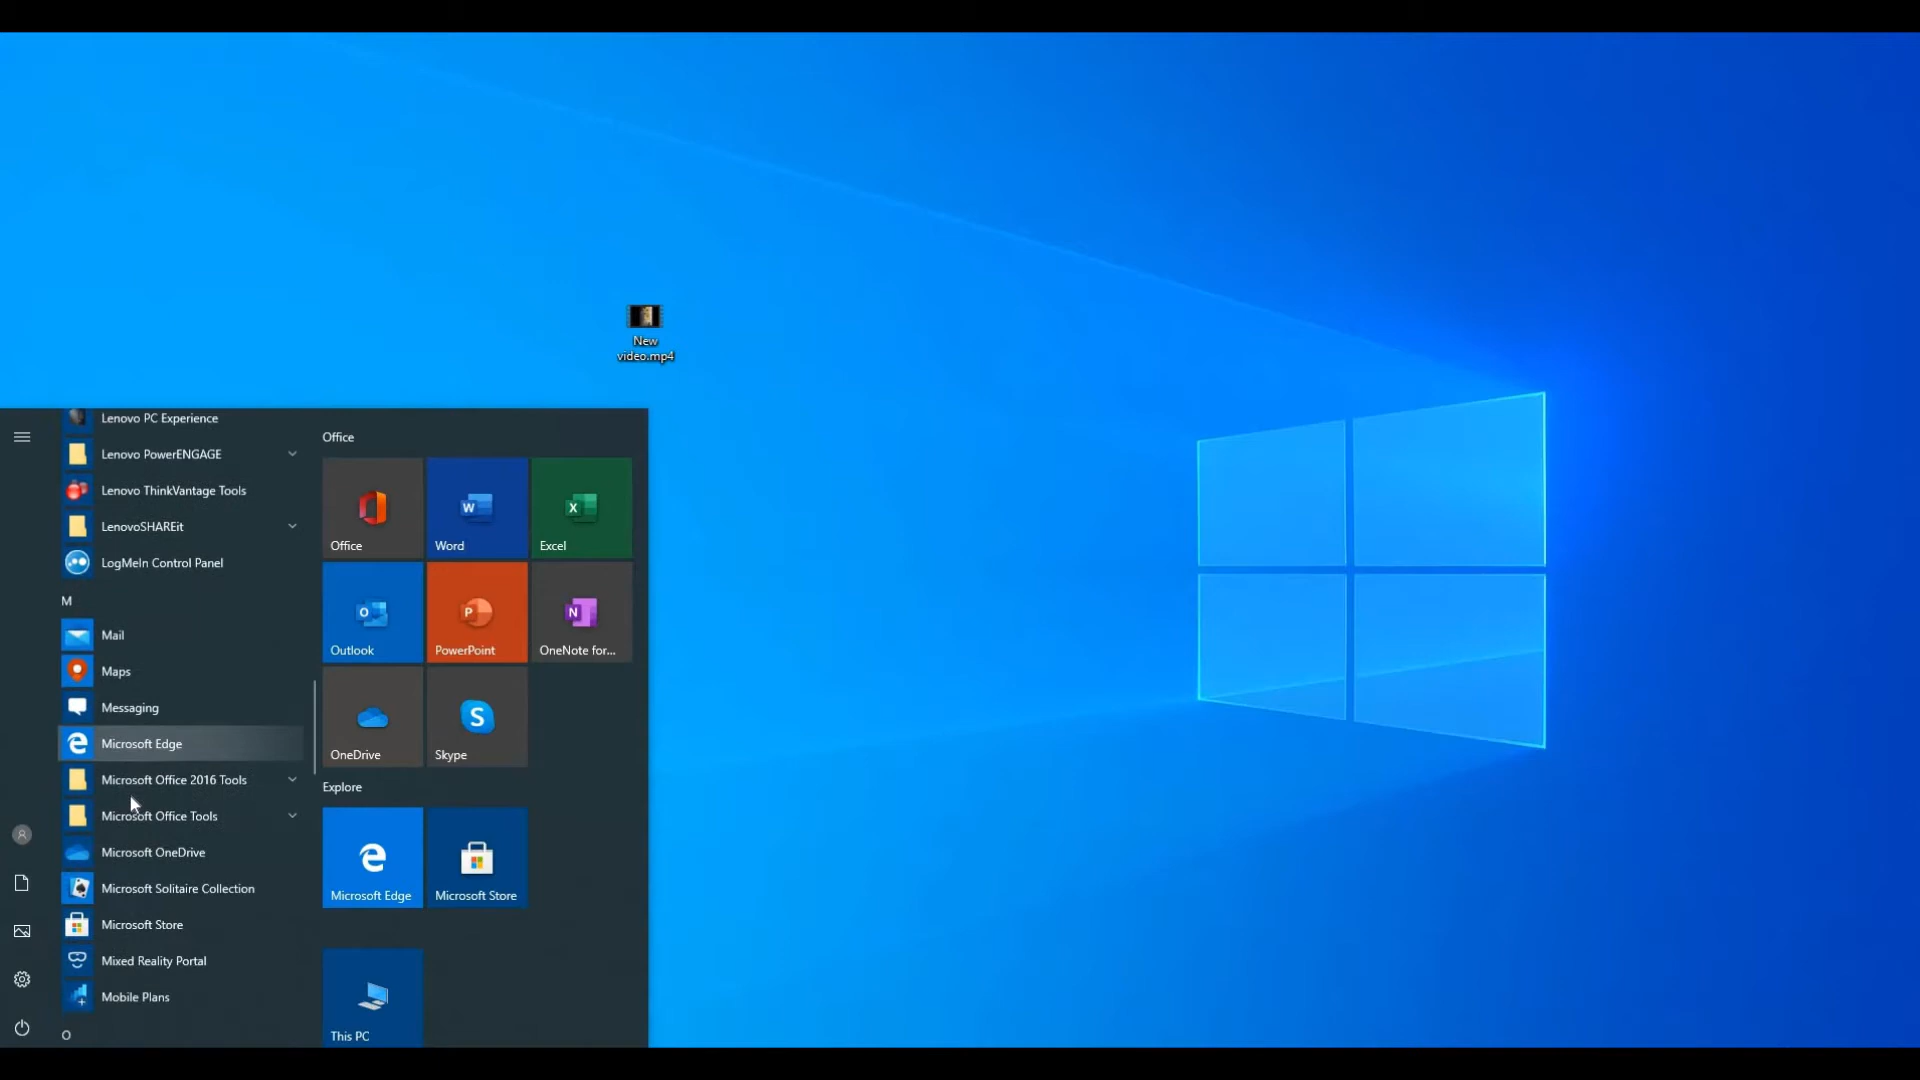 New
video.mp4
Lenovo PC Experience
Lenovo PowerENGAGE
Lenovo ThinkVantage Tools
LenovoSHAREit
LogMeIn Control Panel
M
Mail
Maps
Messaging
Microsoft Edge
Microsoft Office 2016 Tools
Microsoft Office Tools
Microsoft OneDrive
Microsoft Solitaire Collection
Microsoft Store
Mixed Reality Portal
Mobile Plans
O
Office
Office
Word
Excel
Outlook
PowerPoint
OneNote for...
OneDrive
Skype
Explore
Microsoft Edge
Microsoft Store
This PC